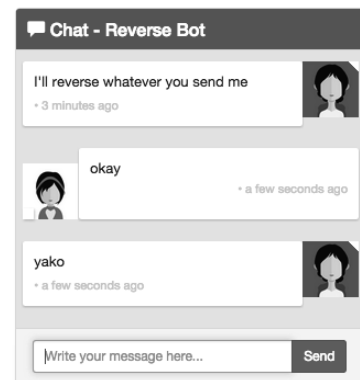 Chat - Reverse Bot
I'll reverse whatever you send me
• 3 minutes ago
okay
• a few seconds ago
yako
• a few seconds ago
Write your message here...
Send